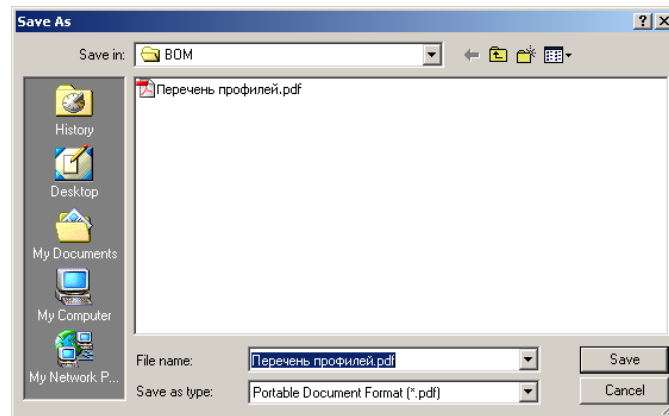 Save As
Save in: BOM
Перечень профилей.pdf
History
Desktop
My Documents
My Computer
My Network P...
File name: Перечень профилей.pdf Save
Save as type: Portable Document Format (*.pdf) Cancel